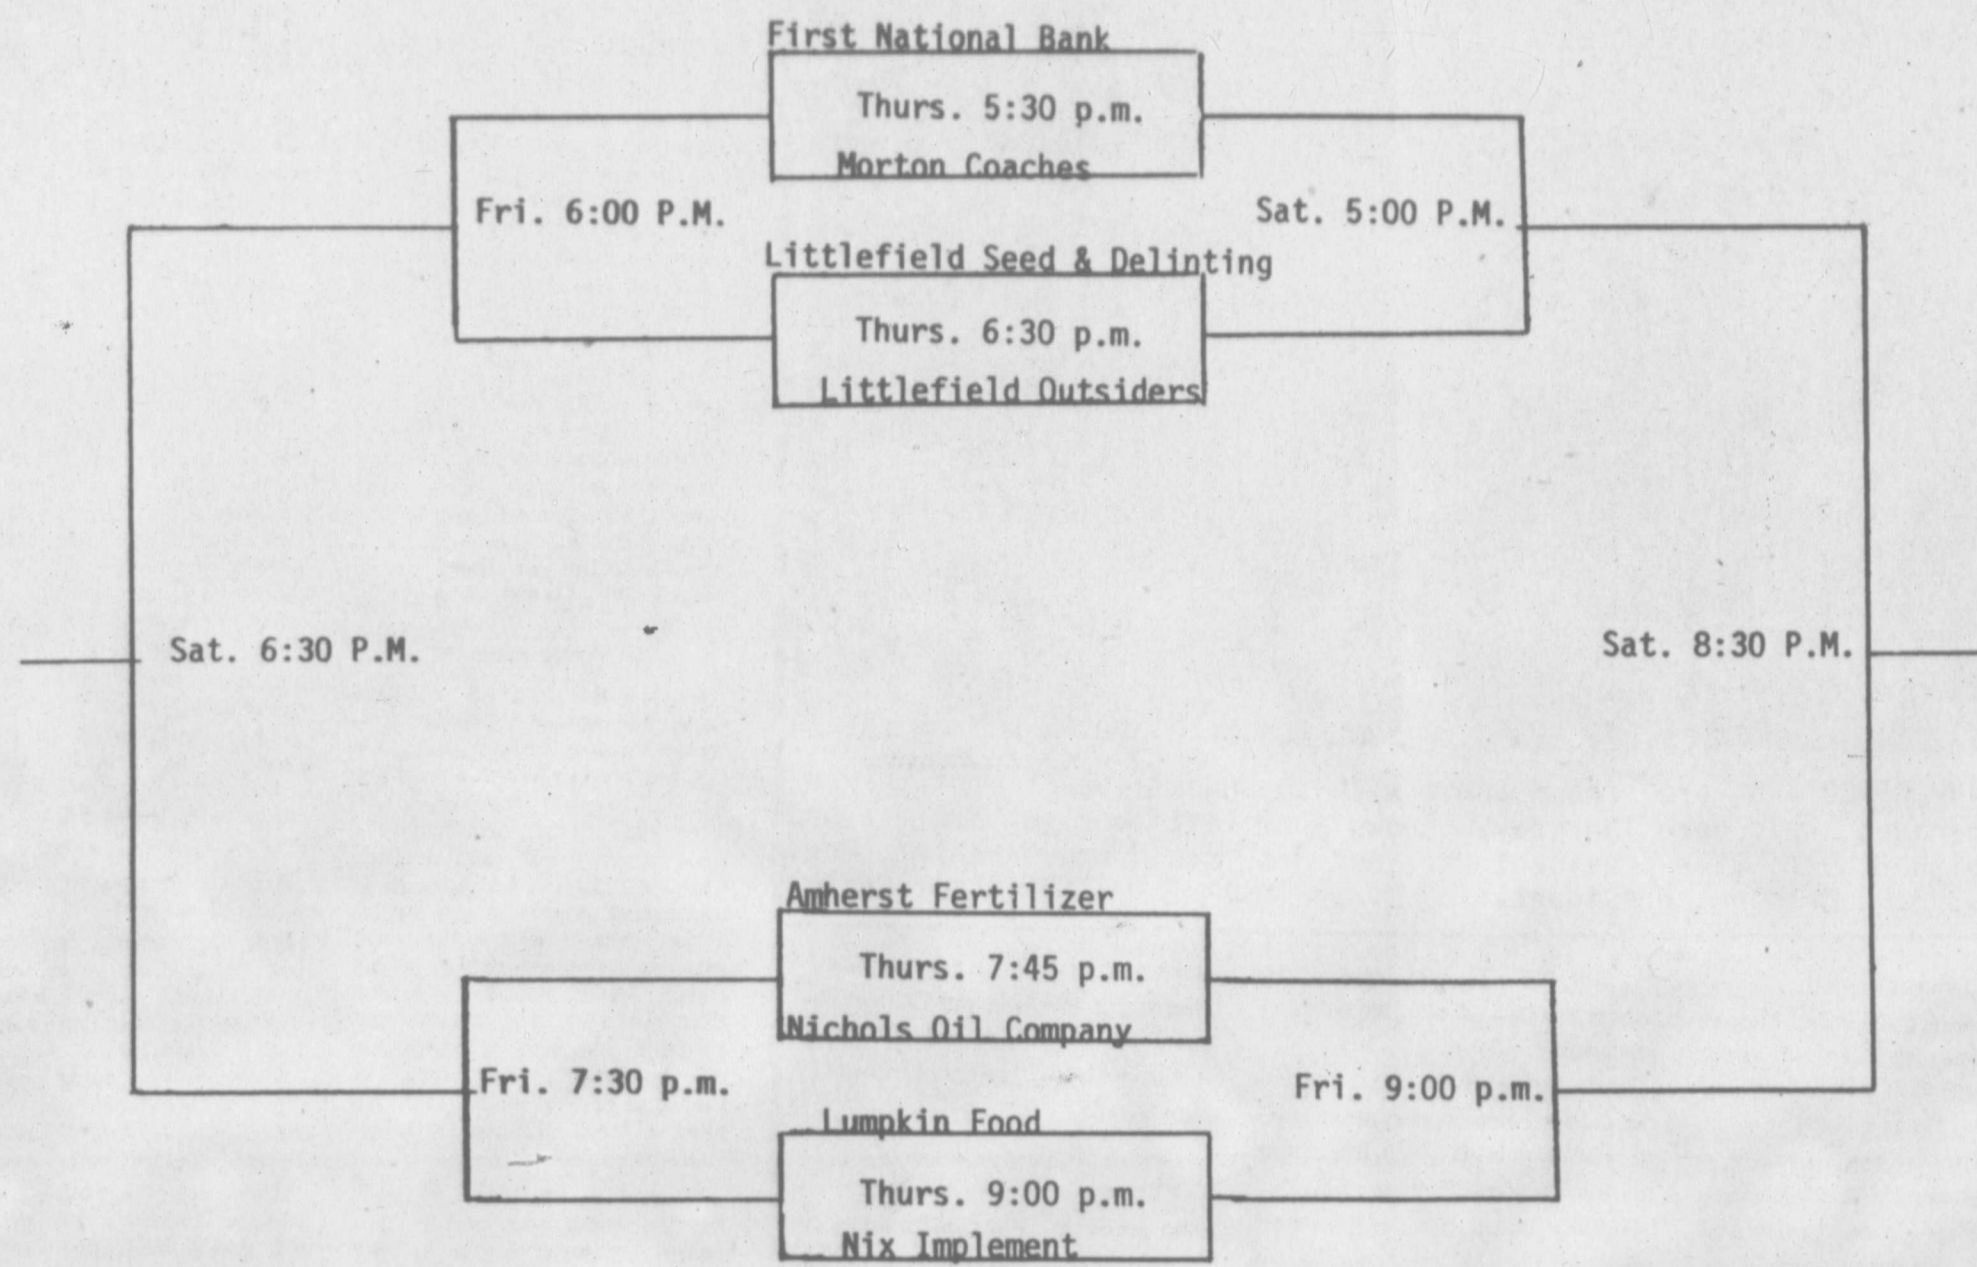 First National Bank
Thurs. 5:30 p.m.
Morton Coaches
Fri. 6:00 P.M.
Sat. 5:00 P.M.
Littlefield Seed & Delinting
Thurs. 6:30 p.m.
Littlefield Outsiders
Sat. 6:30 P.M.
Sat. 8:30 P.M.
Amherst Fertilizer
Thurs. 7:45 p.m.
Nichols Oil Company
Fri. 7:30 p.m.
Fri. 9:00 p.m.
Lumpkin Food
Thurs. 9:00 p.m.
Nix Implement